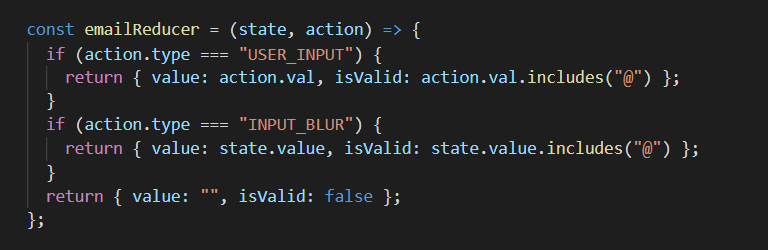 const emailReducer = (state, action) => {
  if (action.type === "USER_INPUT") {
    return { value: action.val, isValid: action.val.includes("@") };
  }
  if (action.type === "INPUT_BLUR") {
    return { value: state.value, isValid: state.value.includes("@") };
  }
  return { value: "", isValid: false };
};